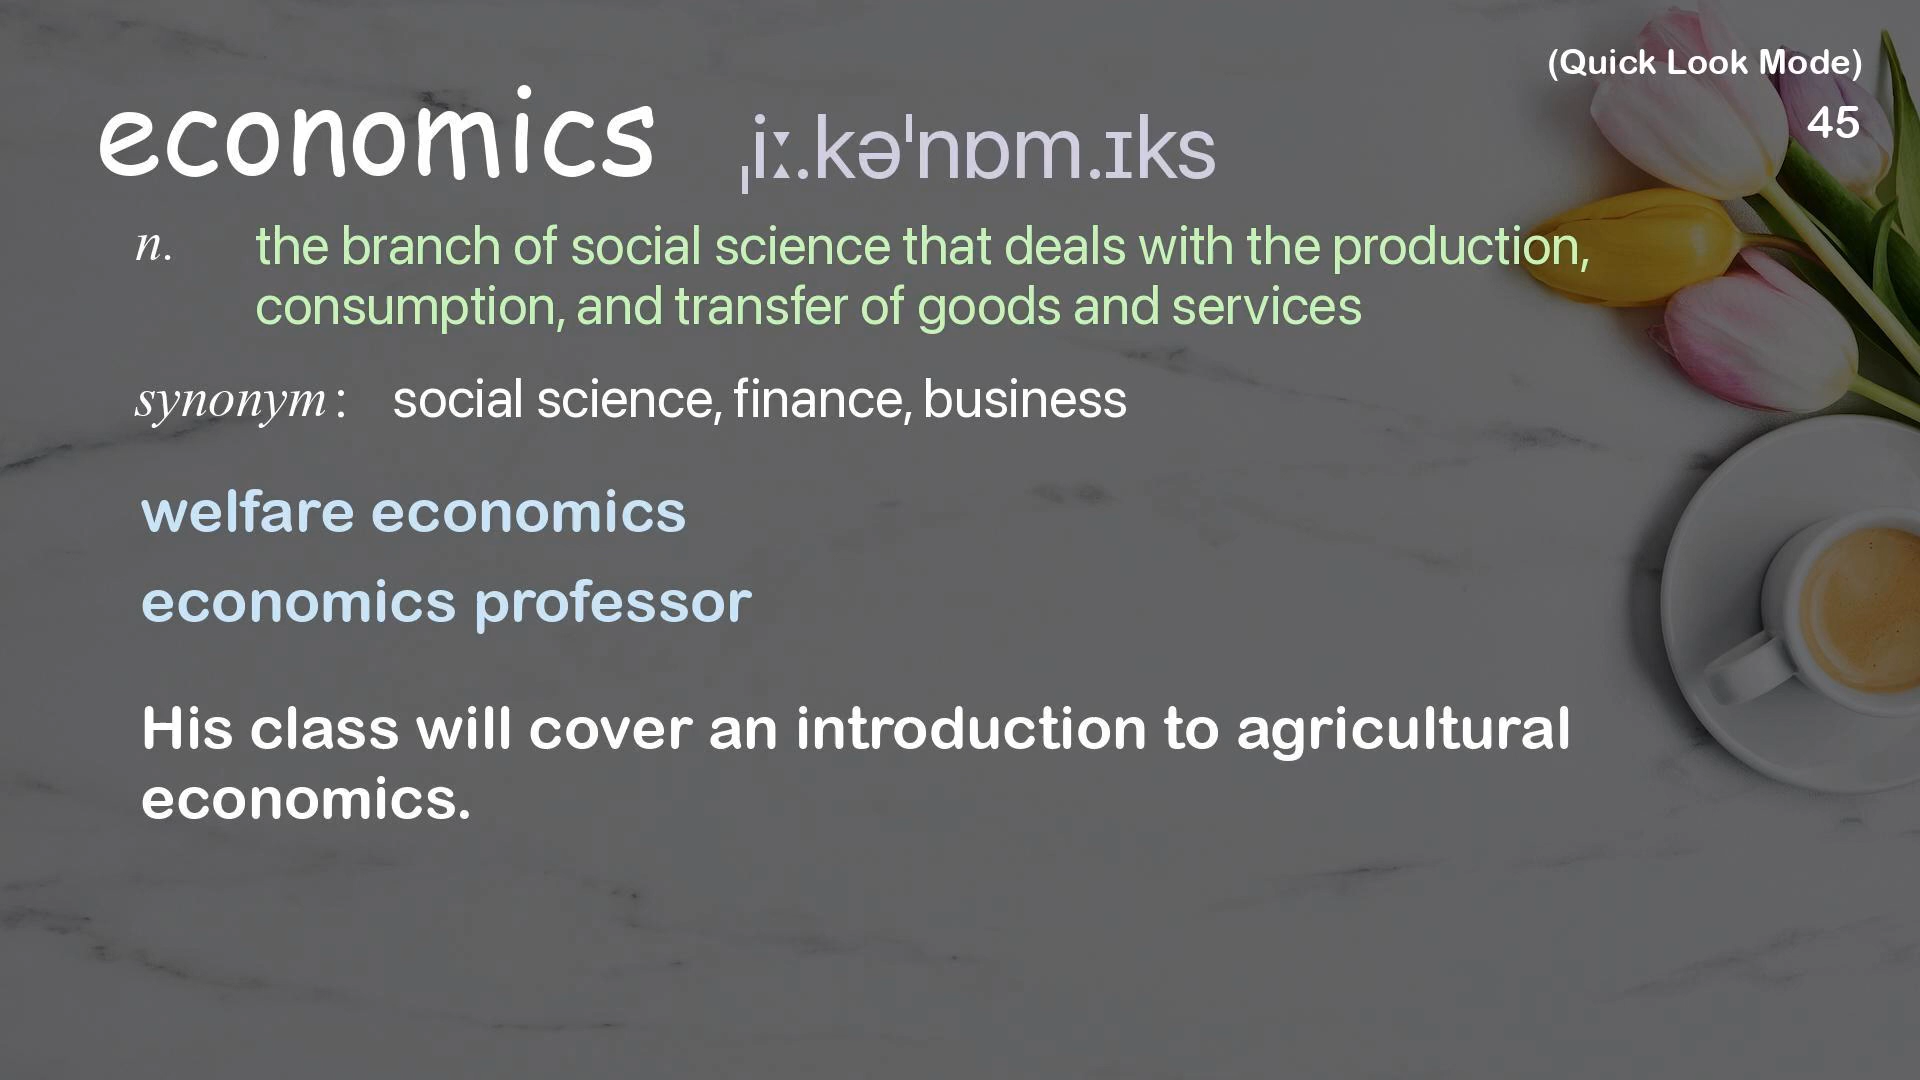 (Quick Look Mode)
45
economics ˌiː.kəˈnɒm.ɪks
n. the branch of social science that deals with the production,
consumption, and transfer of goods and services
synonym : social science, finance, business
welfare economics
economics professor
His class will cover an introduction to agricultural
economics.